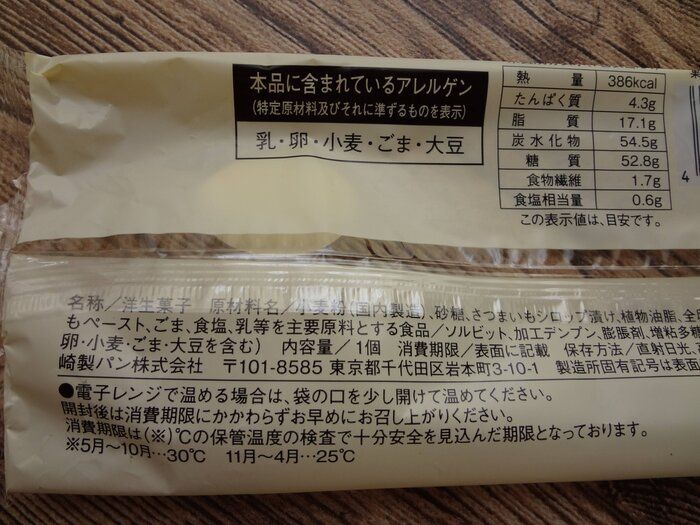 本品に含まれているアレルゲン
(特定原材料及びそれに準ずるものを表示)
乳・卵・小麦・ごま・大豆
熱量 386kcal
たんぱく質 4.3g
脂質 17.1g
炭水化物 54.5g
糖質 52.8g
食物繊維 1.7g
食塩相当量 0.6g
この表示値は、目安です。
4
名称/洋生菓子 原材料名/小麦粉(国内製造)、砂糖、さつまいもシロップ漬け、植物油脂、全
もペースト、ごま、食塩、乳等を主要原料とする食品/ソルビット、加工デンプン、膨脹剤、増粘多糖
卵・小麦・ごま・大豆を含む) 内容量/1個 消費期限/表面に記載 保存方法/直射日光、
崎製パン株式会社 〒101-8585 東京都千代田区岩本町3-10-1 製造所固有記号は表面
●電子レンジで温める場合は、袋の口を少し開けて温めてください。
開封後は消費期限にかかわらずお早めにお召し上がりください。
消費期限は(※)℃の保管温度の検査で十分安全を見込んだ期限となっております。
※5月~10月…30℃ 11月~4月…25℃